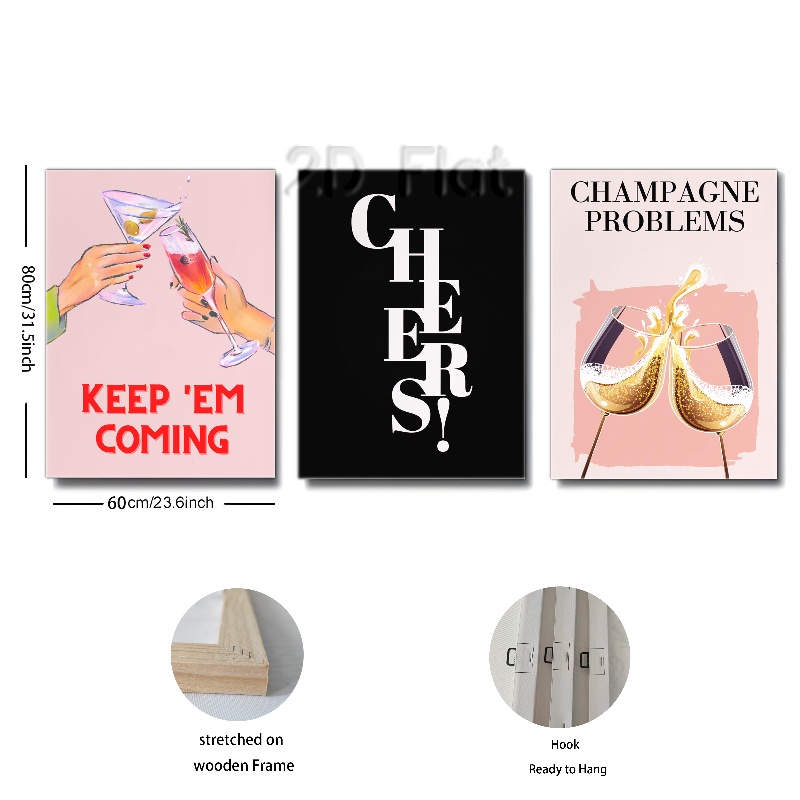 2D Flat
80cm/31.5inch
KEEP 'EM
COMING
CHEERS!
CHAMPAGNE
PROBLEMS
60cm/23.6inch
stretched on
wooden Frame
Hook
Ready to Hang